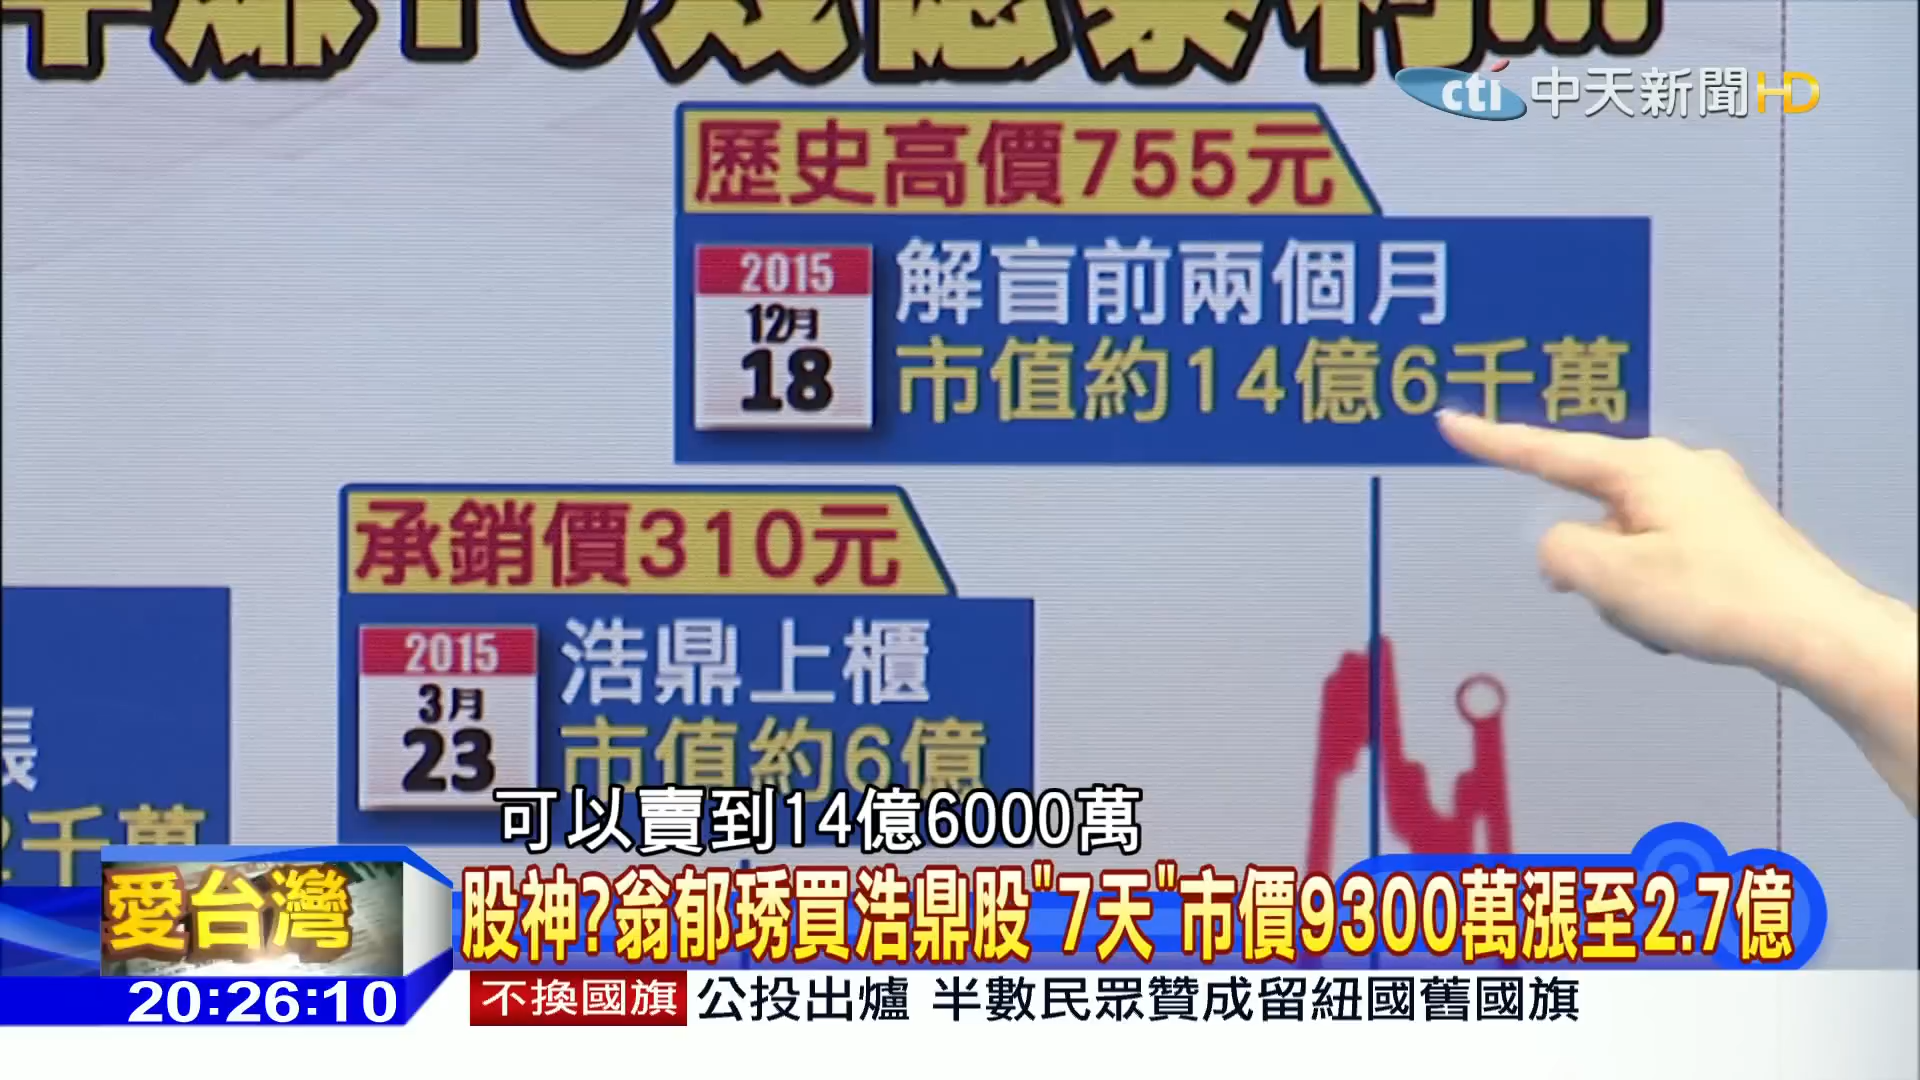 cti 中天新聞HD
歷史高價755元
2015
12月
18
解盲前兩個月
市值約14億6千萬
承銷價310元
2015
3月
23
浩鼎上櫃
市值約6億
2千萬
可以賣到14億6000萬
愛台灣
股神?翁郁琇買浩鼎股"7天"市價9300萬漲至2.7億
20:26:10
不換國旗 公投出爐 半數民眾贊成留紐國舊國旗